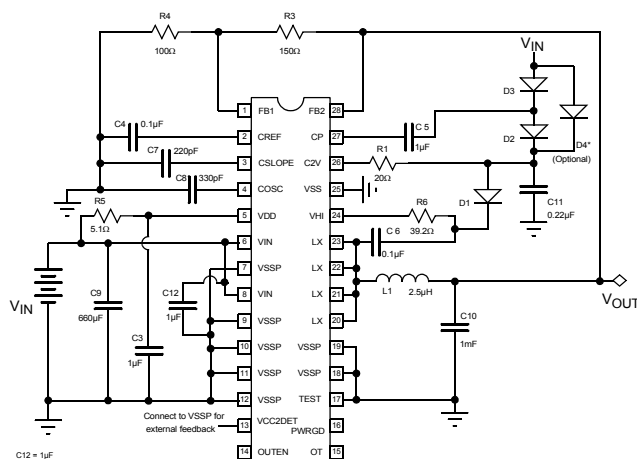 R4
100Ω
R3
150Ω
VIN
D3
D2
D4*
(Optional)
1 FB1 FB2 28
C4 0.1µF
2 CREF CP 27
C 5
1µF
C7 220pF
3 CSLOPE C2V 26
R1
20Ω
C8 330pF
4 COSC VSS 25
D1
C11
0.22µF
R5
5.1Ω
5 VDD VHI 24
R6
39.2Ω
6 VIN LX 23
C 6
0.1µF
7 VSSP LX 22
VIN
C9
660µF
C12
1µF
8 VIN LX 21
L1 2.5µH
VOUT
9 VSSP LX 20
C10
1mF
C3
1µF
10 VSSP VSSP 19
11 VSSP VSSP 18
12 VSSP TEST 17
Connect to VSSP for
external feedback
13 VCC2DET PWRGD 16
14 OUTEN OT 15
C12 = 1µF